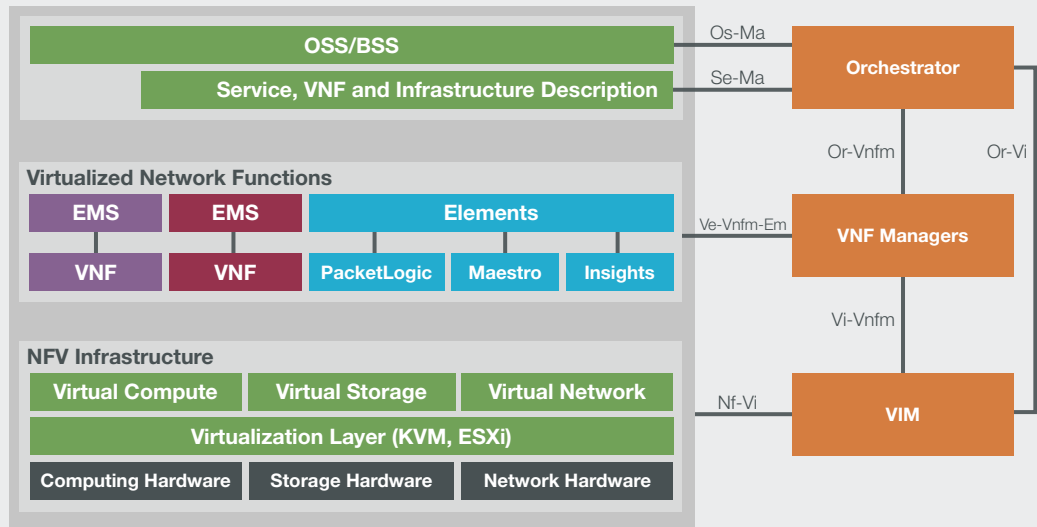 OSS/BSS
Service, VNF and Infrastructure Description
Os-Ma
Se-Ma
Orchestrator
Or-Vnfm
Or-Vi
Virtualized Network Functions
EMS
EMS
Elements
VNF
VNF
PacketLogic
Maestro
Insights
Ve-Vnfm-Em
VNF Managers
Vi-Vnfm
NFV Infrastructure
Virtual Compute
Virtual Storage
Virtual Network
Virtualization Layer (KVM, ESXi)
Computing Hardware
Storage Hardware
Network Hardware
Nf-Vi
VIM